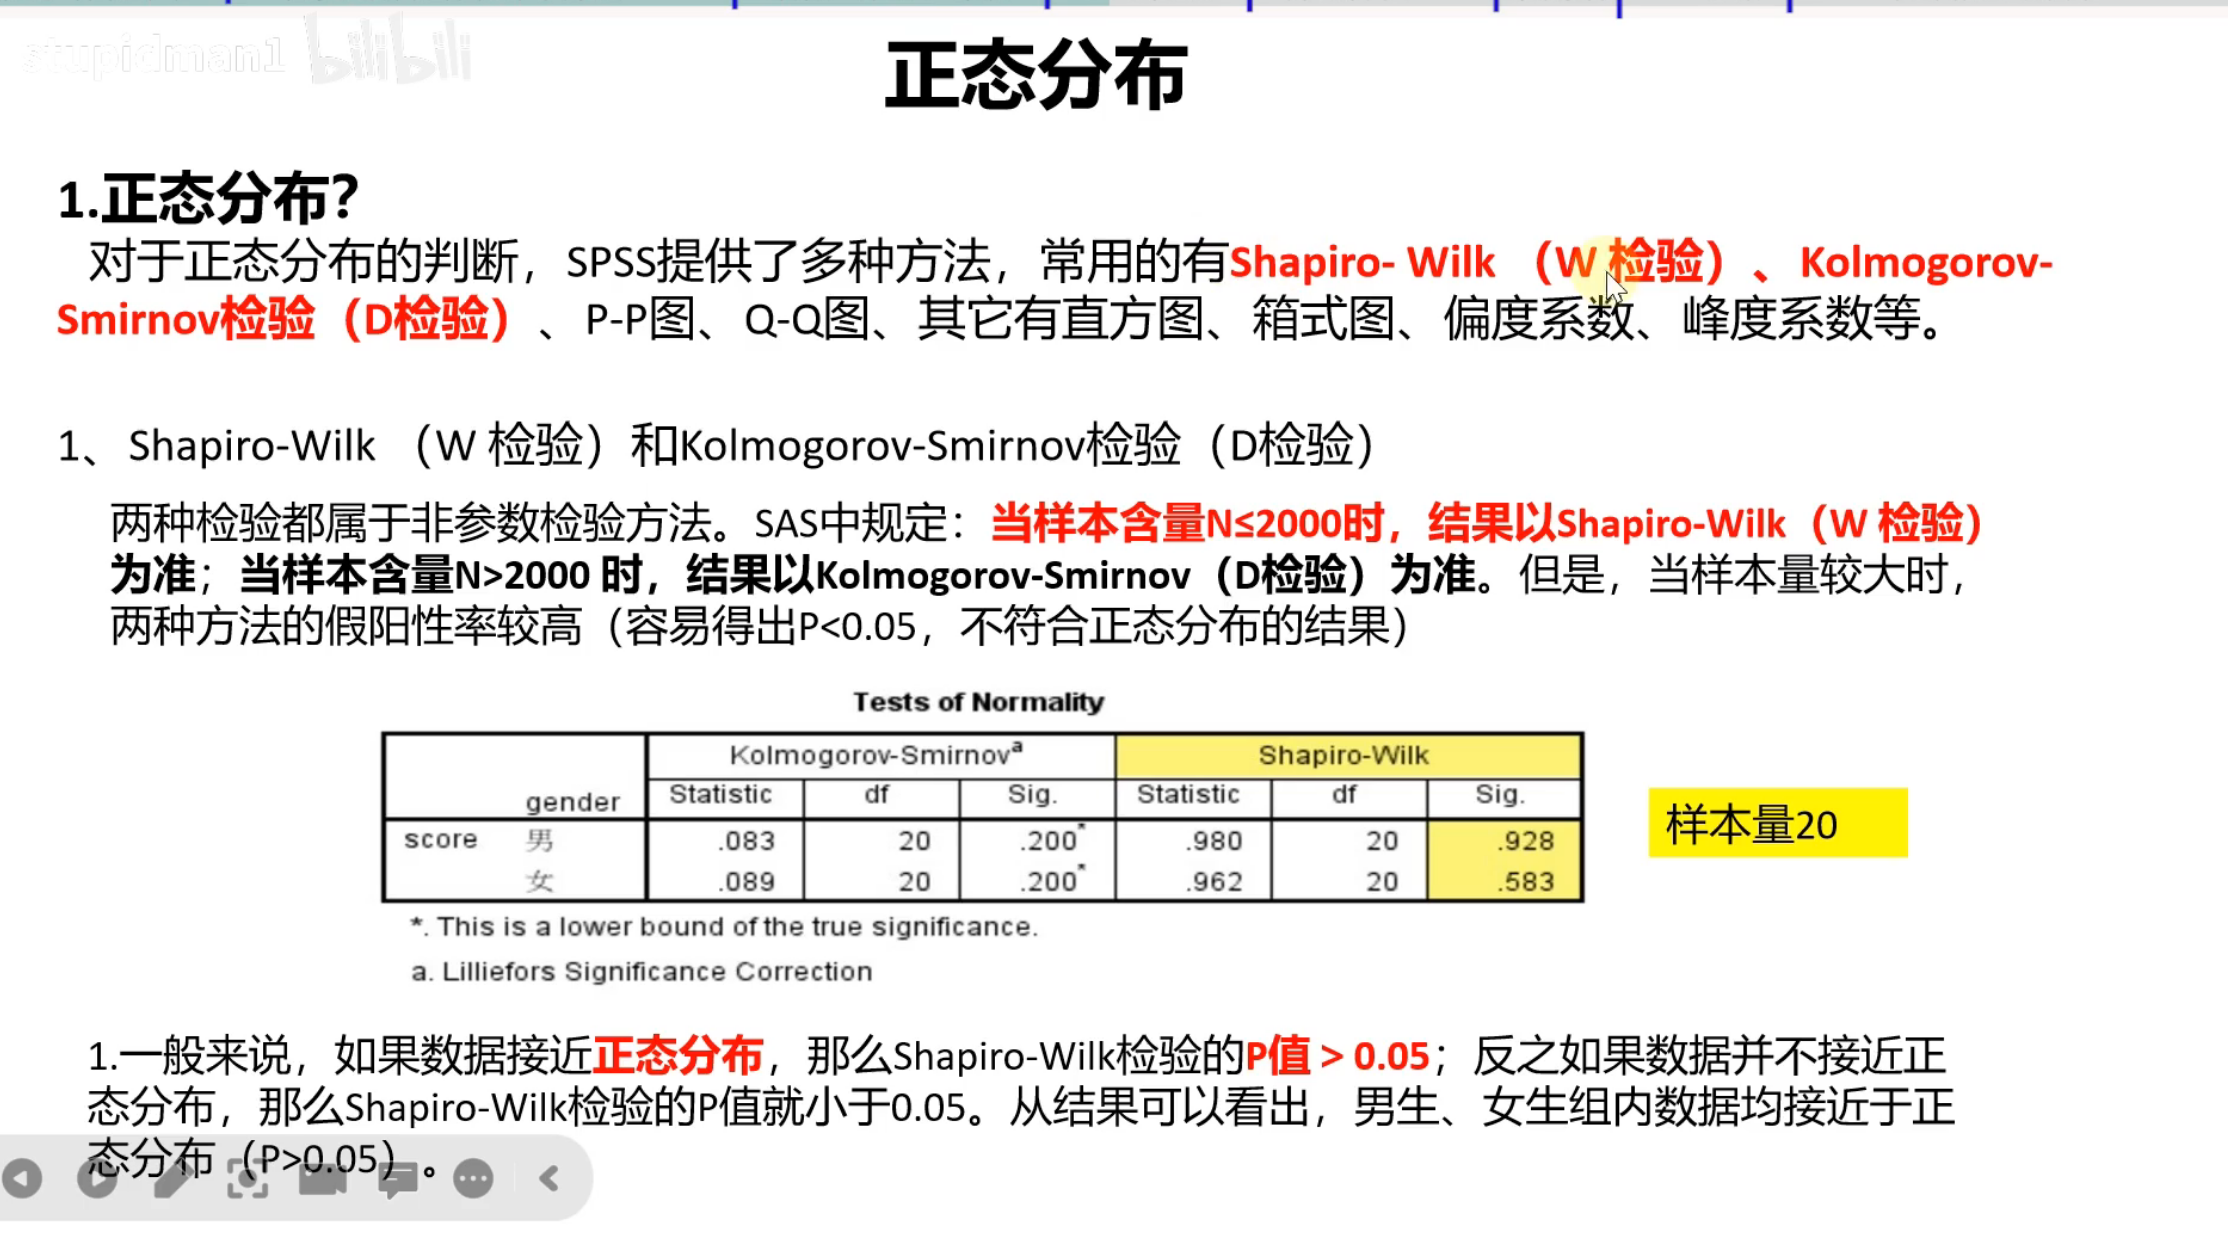 stupidman1 bilibili
正态分布
1.正态分布?
对于正态分布的判断，SPSS提供了多种方法，常用的有Shapiro- Wilk （W 检验）、Kolmogorov-
Smirnov检验（D检验）、P-P图、Q-Q图、其它有直方图、箱式图、偏度系数、峰度系数等。
1、Shapiro-Wilk （W 检验）和Kolmogorov-Smirnov检验（D检验）
两种检验都属于非参数检验方法。SAS中规定：当样本含量N≤2000时，结果以Shapiro-Wilk（W 检验）
为准；当样本含量N>2000 时，结果以Kolmogorov-Smirnov（D检验）为准。但是，当样本量较大时，
两种方法的假阳性率较高（容易得出P<0.05，不符合正态分布的结果）
Tests of Normality
Kolmogorov-Smirnovᵃ Shapiro-Wilk
gender Statistic df Sig. Statistic df Sig.
score 男 .083 20 .200* .980 20 .928
女 .089 20 .200* .962 20 .583
样本量20
*. This is a lower bound of the true significance.
a. Lilliefors Significance Correction
1.一般来说，如果数据接近正态分布，那么Shapiro-Wilk检验的P值 > 0.05；反之如果数据并不接近正
态分布，那么Shapiro-Wilk检验的P值就小于0.05。从结果可以看出，男生、女生组内数据均接近于正
态分布（P>0.05）。